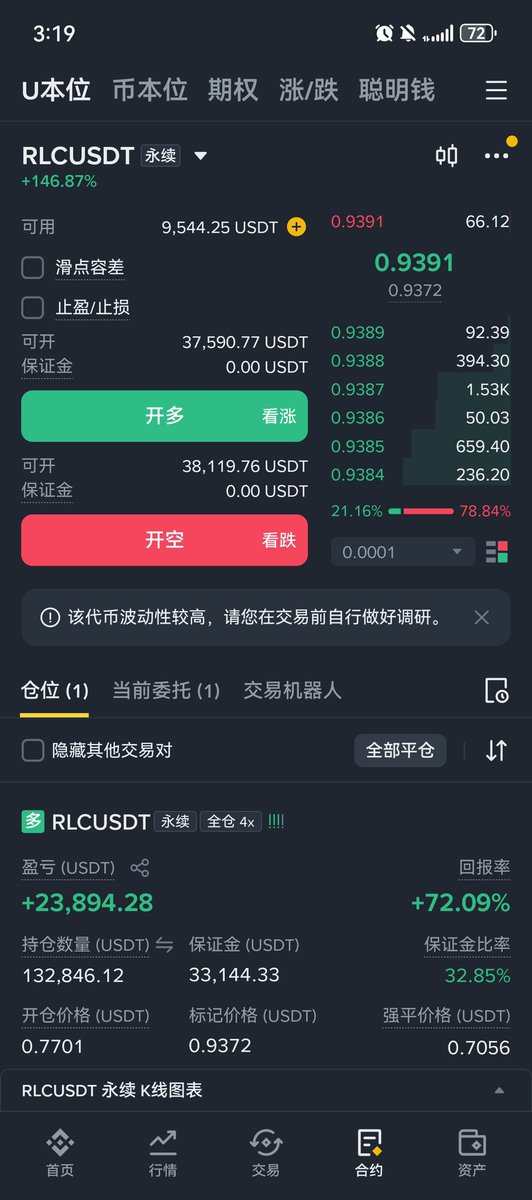 3:19
72
U本位 币本位 期权 涨/跌 聪明钱
RLCUSDT 永续
+146.87%
可用 9,544.25 USDT
滑点容差
止盈/止损
可开 37,590.77 USDT
保证金 0.00 USDT
开多 看涨
可开 38,119.76 USDT
保证金 0.00 USDT
开空 看跌
0.9391 66.12
0.9391
0.9372
0.9389 92.39
0.9388 394.30
0.9387 1.53K
0.9386 50.03
0.9385 659.40
0.9384 236.20
21.16% 78.84%
0.0001
该代币波动性较高，请您在交易前自行做好调研。
仓位 (1) 当前委托 (1) 交易机器人
隐藏其他交易对 全部平仓
多 RLCUSDT 永续 全仓 4x !!!!
盈亏 (USDT) 回报率
+23,894.28 +72.09%
持仓数量 (USDT) 保证金 (USDT) 保证金比率
132,846.12 33,144.33 32.85%
开仓价格 (USDT) 标记价格 (USDT) 强平价格 (USDT)
0.7701 0.9372 0.7056
RLCUSDT 永续 K线图表
首页 行情 交易 合约 资产